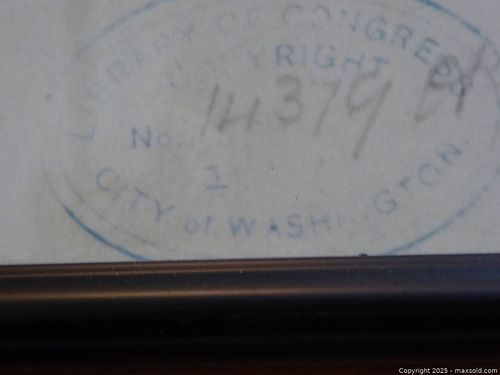 LIBRARY OF CONGRESS
COPYRIGHT
No. 14379
I
CITY of WASHINGTON.
Copyright 2025 - maxsold.com